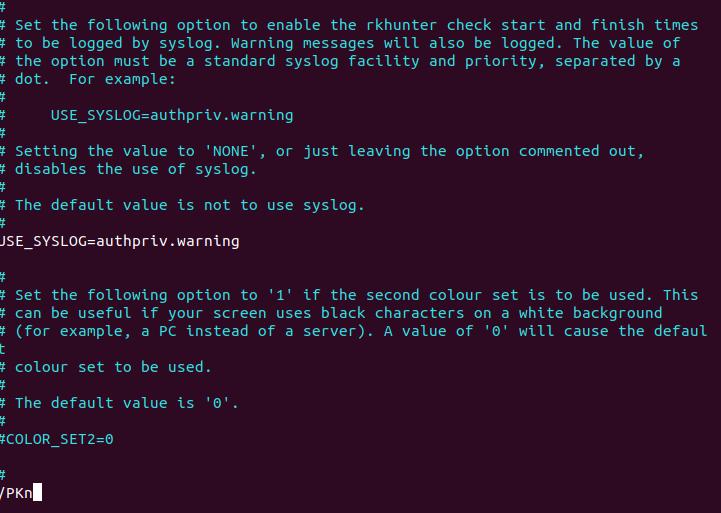 #
# Set the following option to enable the rkhunter check start and finish times
# to be logged by syslog. Warning messages will also be logged. The value of
# the option must be a standard syslog facility and priority, separated by a
# dot.  For example:
#
#     USE_SYSLOG=authpriv.warning
#
# Setting the value to 'NONE', or just leaving the option commented out,
# disables the use of syslog.
#
# The default value is not to use syslog.
#
USE_SYSLOG=authpriv.warning
#
# Set the following option to '1' if the second colour set is to be used. This
# can be useful if your screen uses black characters on a white background
# (for example, a PC instead of a server). A value of '0' will cause the defaul
t
# colour set to be used.
#
# The default value is '0'.
#
#COLOR_SET2=0
#
/PKn